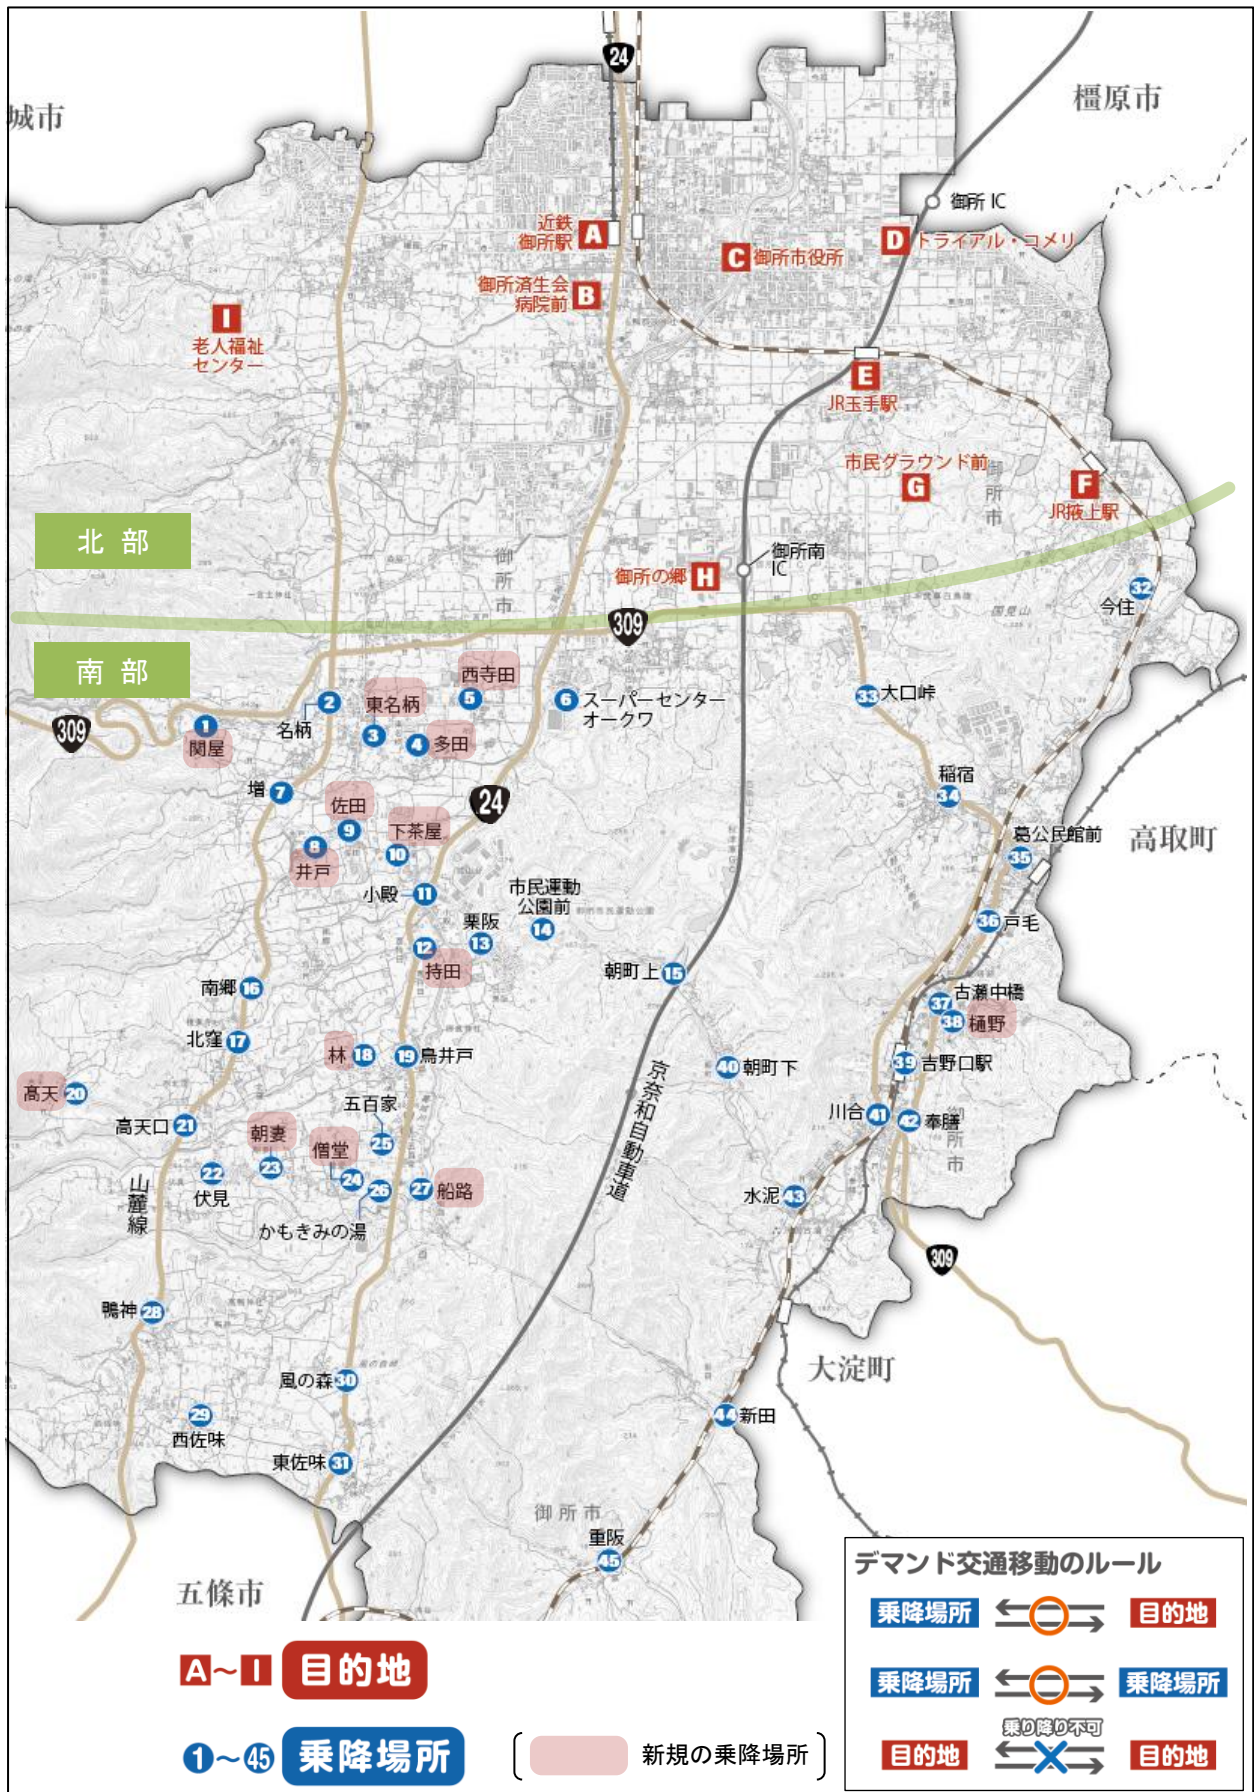 24
城市
橿原市
御所 IC
近鉄
御所駅
A
C
御所市役所
D
トライアル・コメリ
御所済生会
病院前
B
I
老人福祉
センター
E
JR玉手駅
市民グラウンド前
G
御所市
F
JR掖上駅
北 部
御所市
御所の郷
H
御所南
IC
32
今住
309
南 部
西寺田
5
6
スーパーセンター
オークワ
33
大口峠
東名柄
3
2
名柄
1
関屋
309
4
多田
増
7
24
稲宿
34
佐田
9
下茶屋
10
8
井戸
葛公民館前
35
高取町
小殿
11
市民運動
公園前
14
栗阪
13
12
持田
36
戸毛
朝町上
15
南郷
16
古瀬中橋
37
38
樋野
北窪
17
林
18
19
鳥井戸
40
朝町下
39
吉野口駅
京奈和自動車道
高天
20
五百家
25
高天口
21
川合
41
42
奉膳
御所市
朝妻
23
僧堂
24
22
伏見
26
かもきみの湯
27
船路
水泥
43
山麓線
309
鴨神
28
風の森
30
大淀町
29
西佐味
44
新田
東佐味
31
御所市
重阪
45
五條市
デマンド交通移動のルール
乗降場所
目的地
乗降場所
乗降場所
乗り降り不可
目的地
目的地
A～I
目的地
1～45
乗降場所
新規の乗降場所